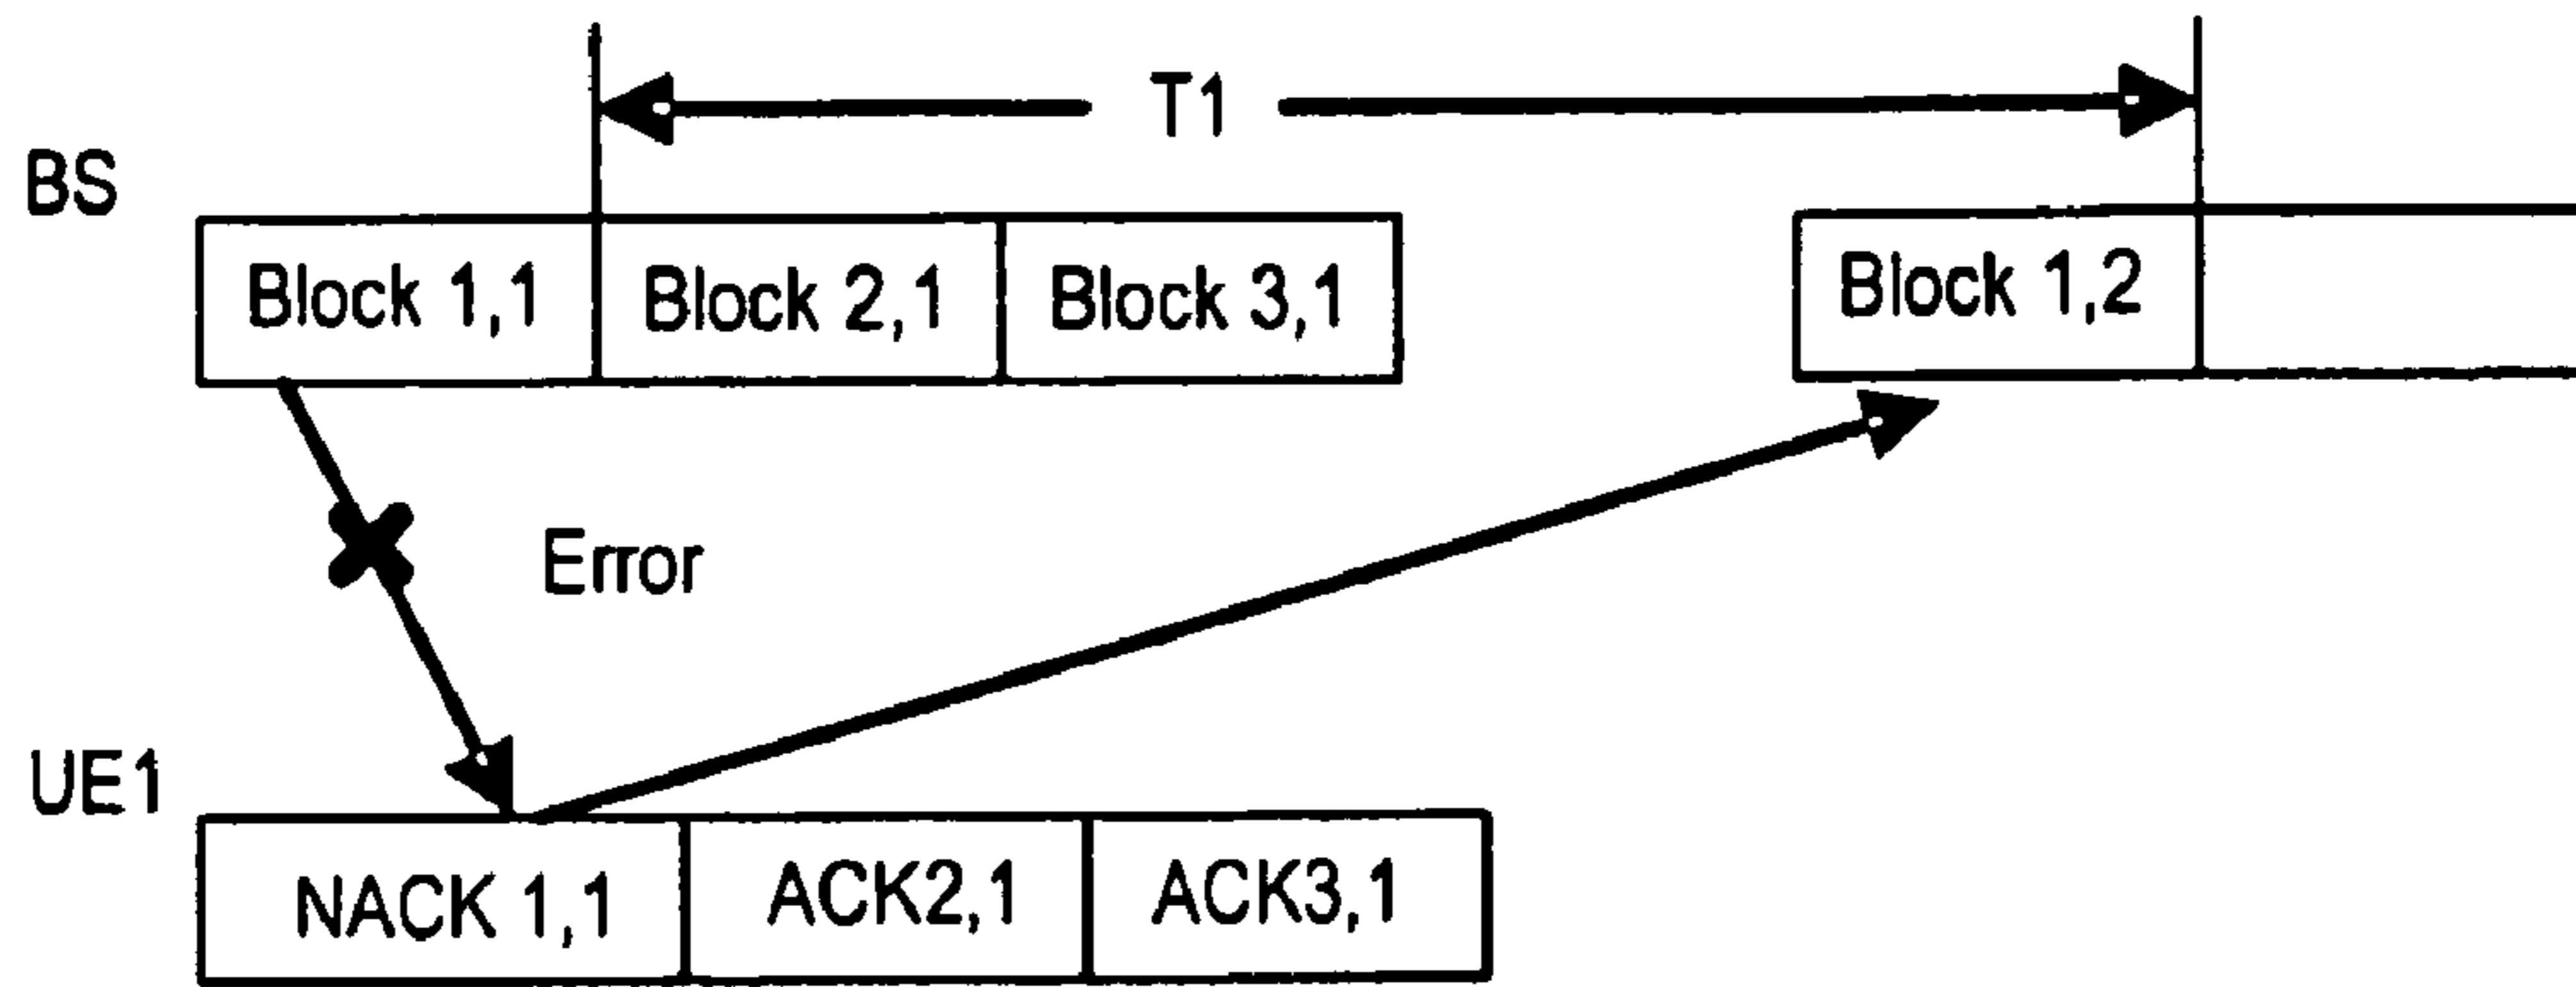 T1
BS
Block 1,1 Block 2,1 Block 3,1 Block 1,2
Error
UE1
NACK 1,1 ACK2,1 ACK3,1